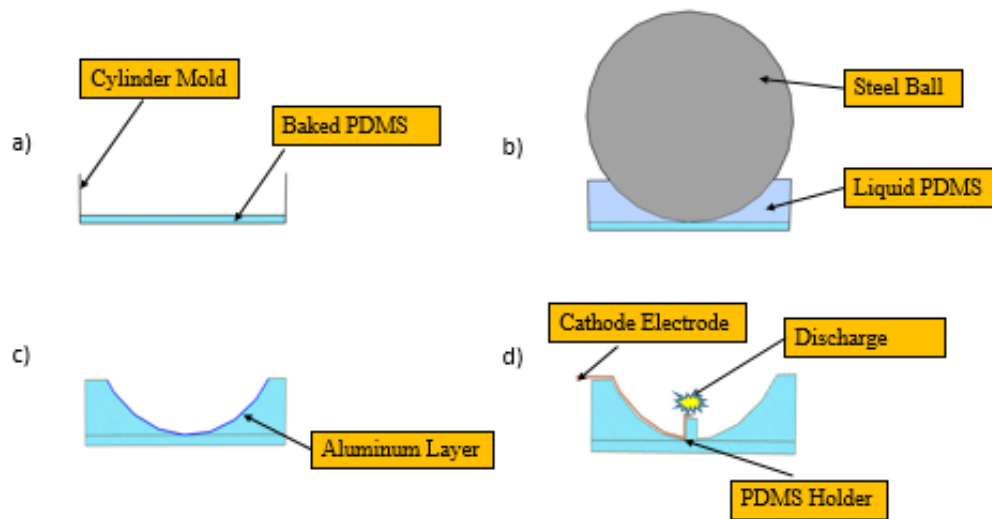 Cylinder Mold
Baked PDMS
a)
Steel Ball
b)
Liquid PDMS
c)
Aluminum Layer
Cathode Electrode
Discharge
d)
PDMS Holder